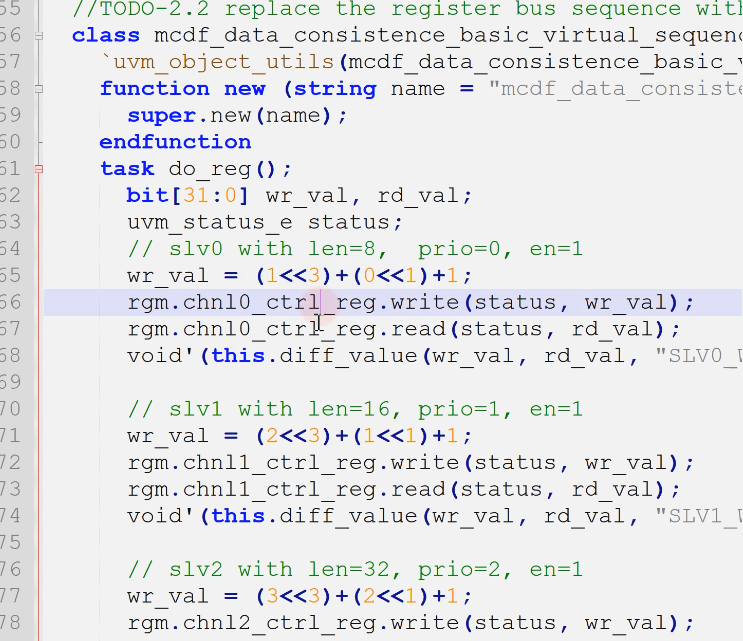 55 //TODO-2.2 replace the register bus sequence
56 class mcdf_data_consistence_basic_virtual
57 `uvm_object_utils(mcdf_data_consistence_basic
58 function new (string name = "mcdf_data
59 super.new(name);
60 endfunction
61 task do_reg();
62 bit[31:0] wr_val, rd_val;
63 uvm_status_e status;
64 // slv0 with len=8,  prio=0, en=1
65 wr_val = (1<<3)+(0<<1)+1;
66 rgm.chnl0_ctrl_reg.write(status, wr_val);
67 rgm.chnl0_ctrl_reg.read(status, rd_val);
68 void'(this.diff_value(wr_val, rd_val, "SLV0
69
70 // slv1 with len=16, prio=1, en=1
71 wr_val = (2<<3)+(1<<1)+1;
72 rgm.chnl1_ctrl_reg.write(status, wr_val);
73 rgm.chnl1_ctrl_reg.read(status, rd_val);
74 void'(this.diff_value(wr_val, rd_val, "SLV1
75
76 // slv2 with len=32, prio=2, en=1
77 wr_val = (3<<3)+(2<<1)+1;
78 rgm.chnl2_ctrl_reg.write(status, wr_val);